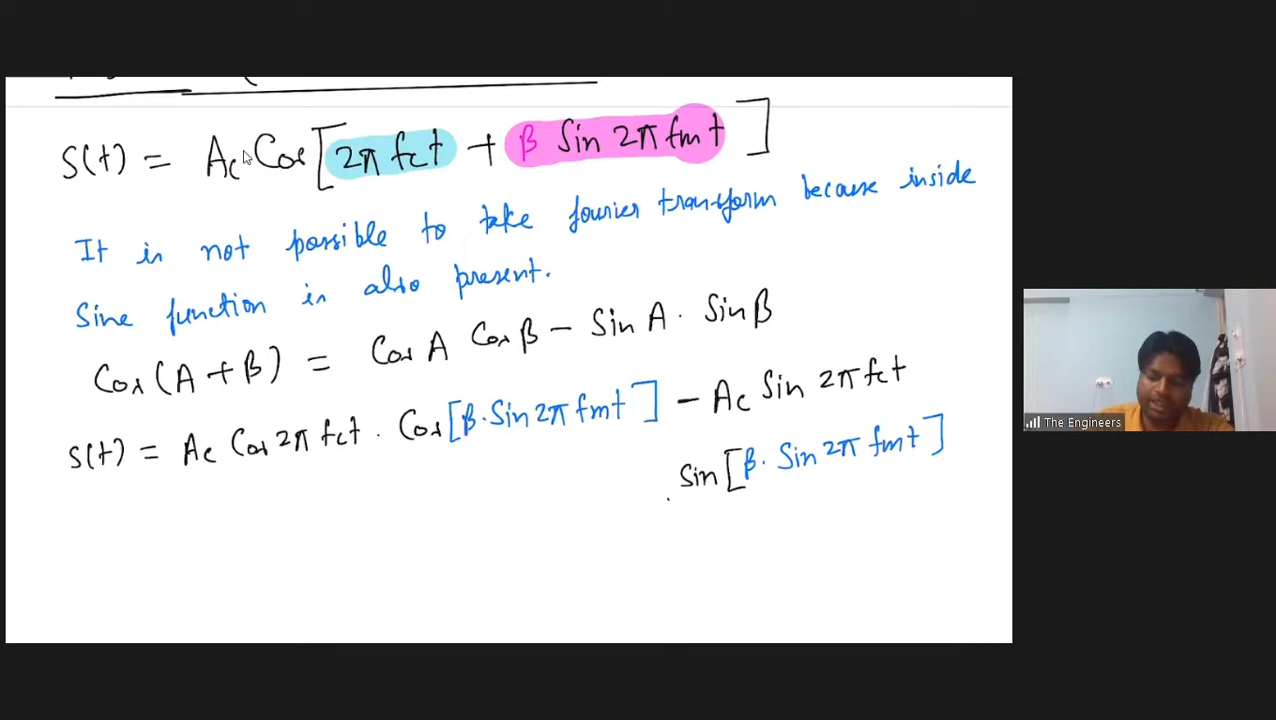 S(t) = Ac Cos[2π fct + β Sin 2π fmt]
It is not possible to take fourier transform because inside
Sine function is also present.
Cos(A+B) = Cos A Cos B - Sin A · Sin B
S(t) = Ac Cos 2π fct · Cos[β·Sin 2π fmt] - Ac Sin 2π fct
· Sin[β· Sin 2π fmt]
The Engineers